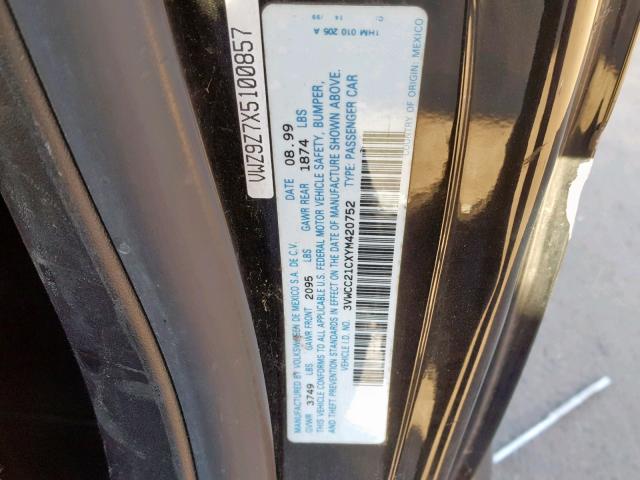 VWZ9Z7X5100857
1HM 010 205 A
14/99
MANUFACTURED BY VOLKSWAGEN DE MEXICO S.A. DE C.V. DATE 08.99
GVWR 3749 LBS GAWR FRONT 2095 LBS GAWR REAR 1874 LBS
THIS VEHICLE CONFORMS TO ALL APPLICABLE U.S. FEDERAL MOTOR VEHICLE SAFETY, BUMPER,
AND THEFT PREVENTION STANDARDS IN EFFECT ON THE DATE OF MANUFACTURE SHOWN ABOVE.
VEHICLE I.D. NO. 3VWCC21CXYM420752 TYPE: PASSENGER CAR
COUNTRY OF ORIGIN: MEXICO